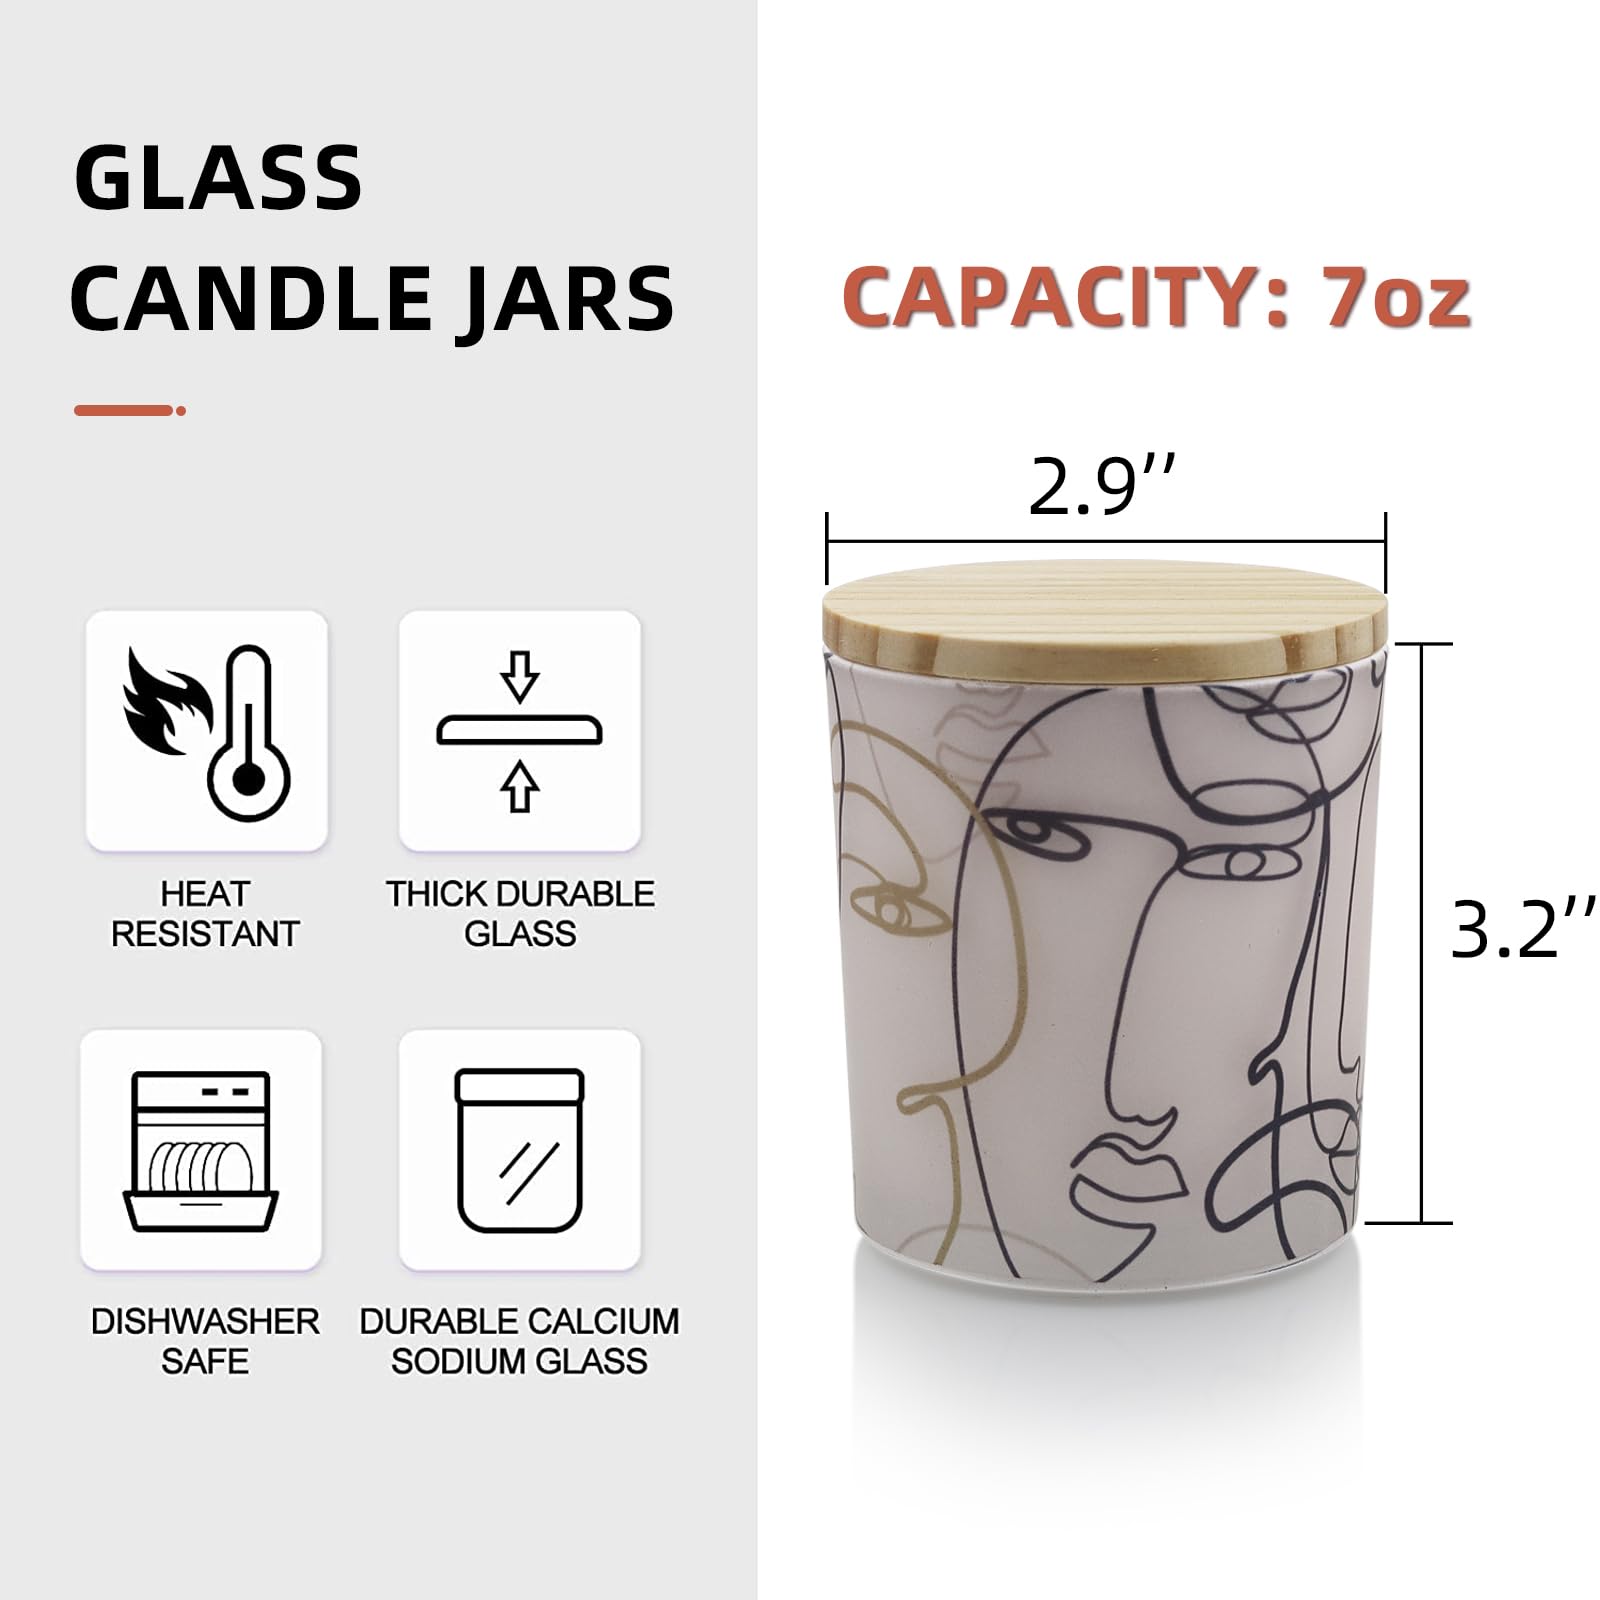 GLASS
CANDLE JARS
HEAT
RESISTANT
THICK DURABLE
GLASS
DISHWASHER
SAFE
DURABLE CALCIUM
SODIUM GLASS
CAPACITY: 7oz
2.9’’
3.2’’